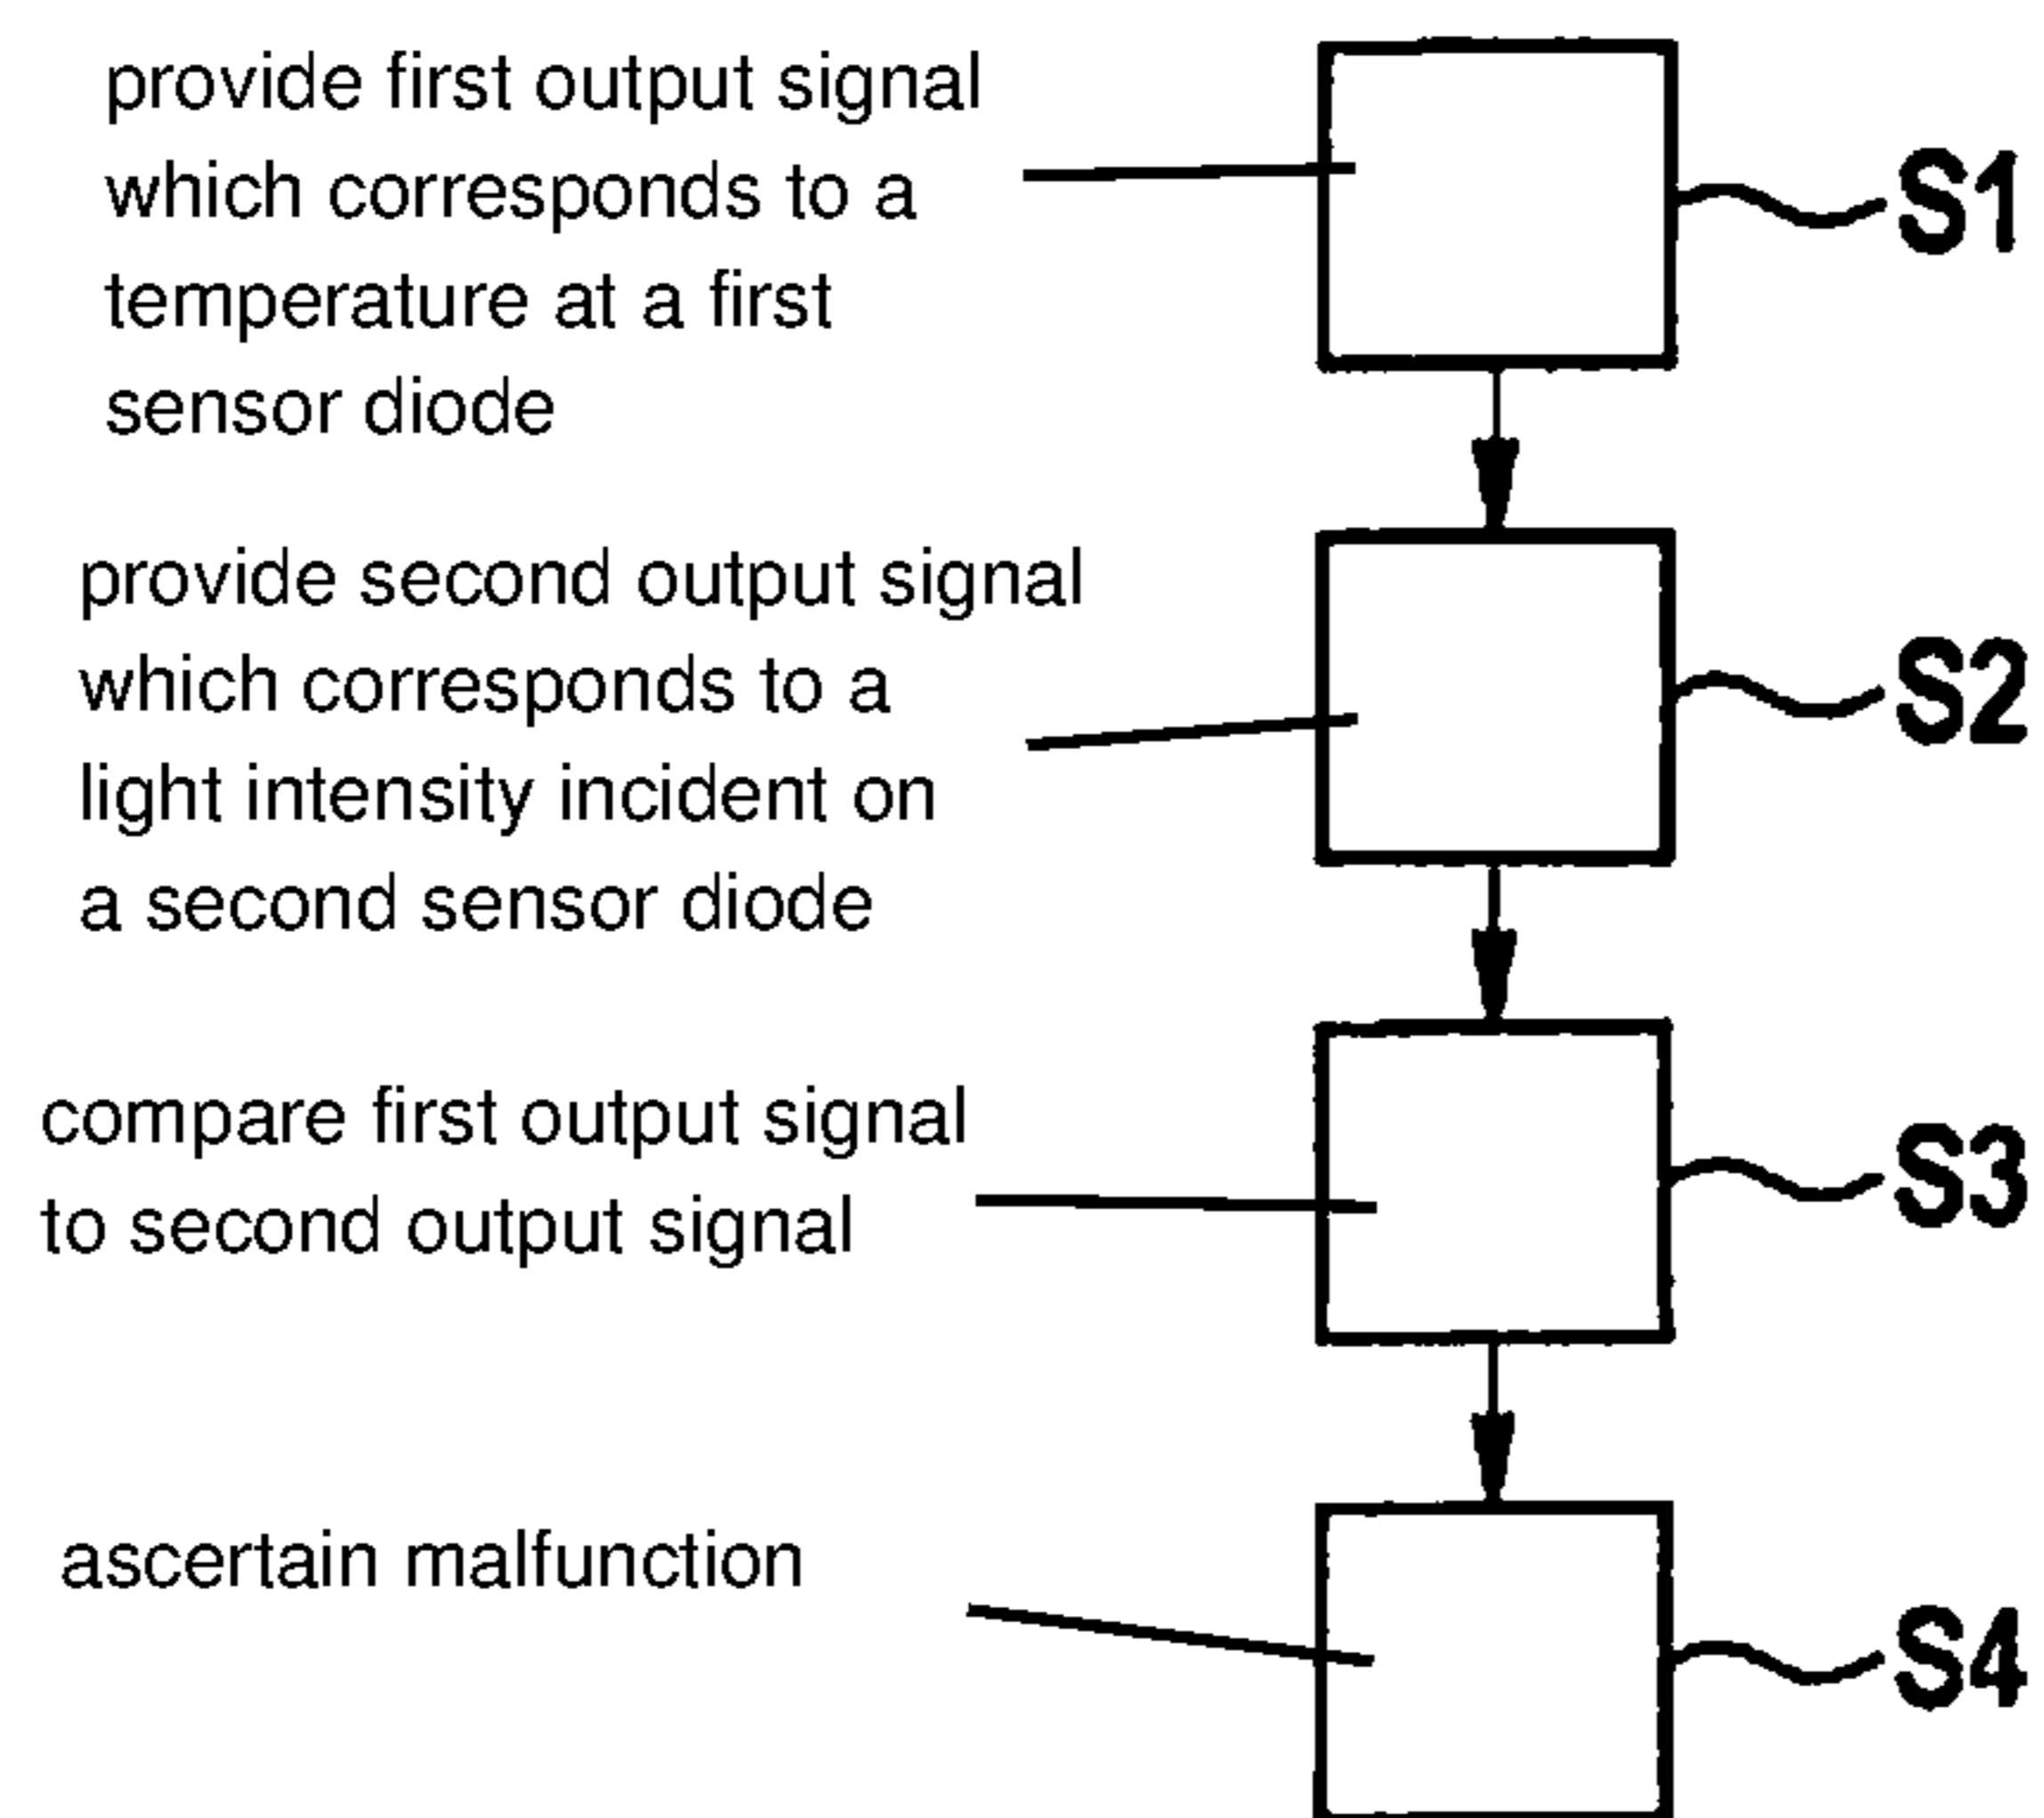 provide first output signal
which corresponds to a
temperature at a first
sensor diode
S1
provide second output signal
which corresponds to a
light intensity incident on
a second sensor diode
S2
compare first output signal
to second output signal
S3
ascertain malfunction
S4